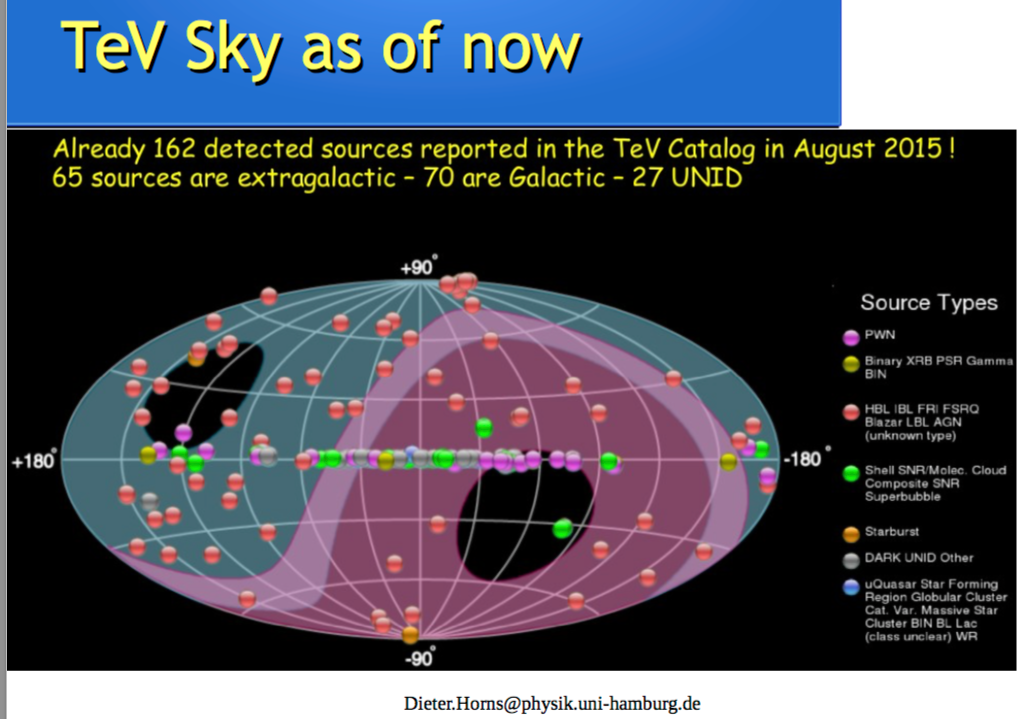 TeV Sky as of now
Already 162 detected sources reported in the TeV Catalog in August 2015 !
65 sources are extragalactic – 70 are Galactic – 27 UNID
+90°
+180°
-180°
-90°
Source Types
PWN
Binary XRB PSR Gamma
BIN
HBL IBL FRI FSRQ
Blazar LBL AGN
(unknown type)
Shell SNR/Molec. Cloud
Composite SNR
Superbubble
Starburst
DARK UNID Other
uQuasar Star Forming
Region Globular Cluster
Cat. Var. Massive Star
Cluster BIN BL Lac
(class unclear) WR
Dieter.Horns@physik.uni-hamburg.de